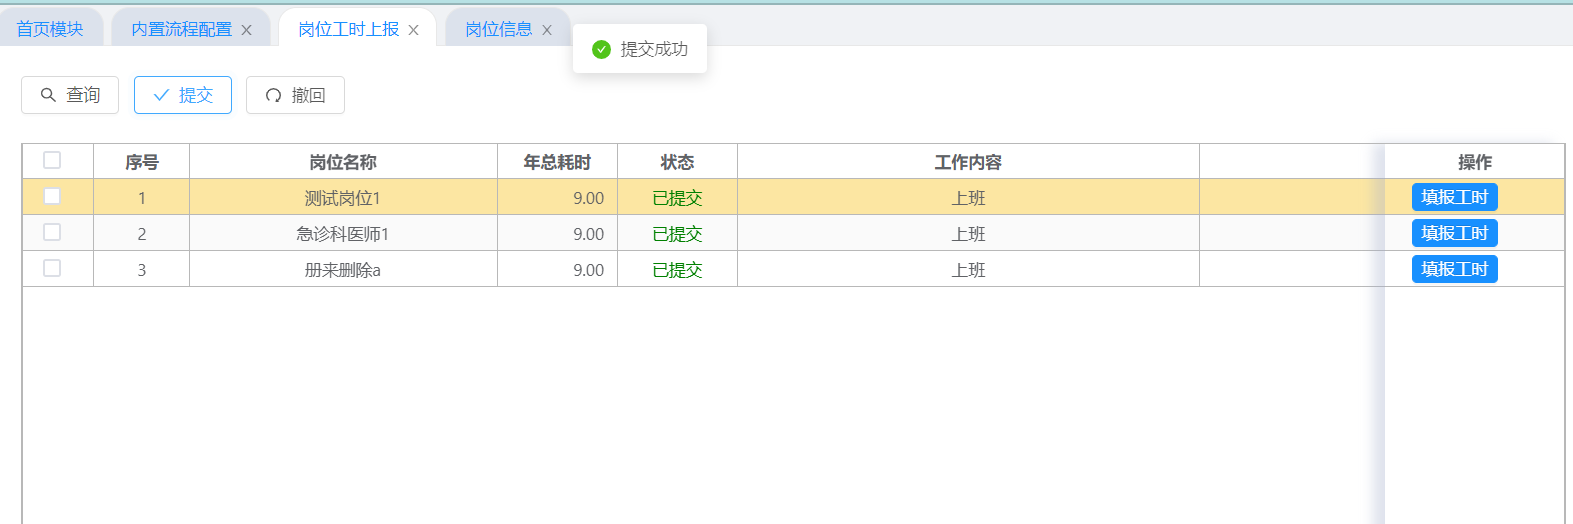 首页模块 内置流程配置 岗位工时上报 岗位信息
提交成功
查询 提交 撤回
序号 岗位名称 年总耗时 状态 工作内容 操作
1 测试岗位1 9.00 已提交 上班 填报工时
2 急诊科医师1 9.00 已提交 上班 填报工时
3 册来删除a 9.00 已提交 上班 填报工时